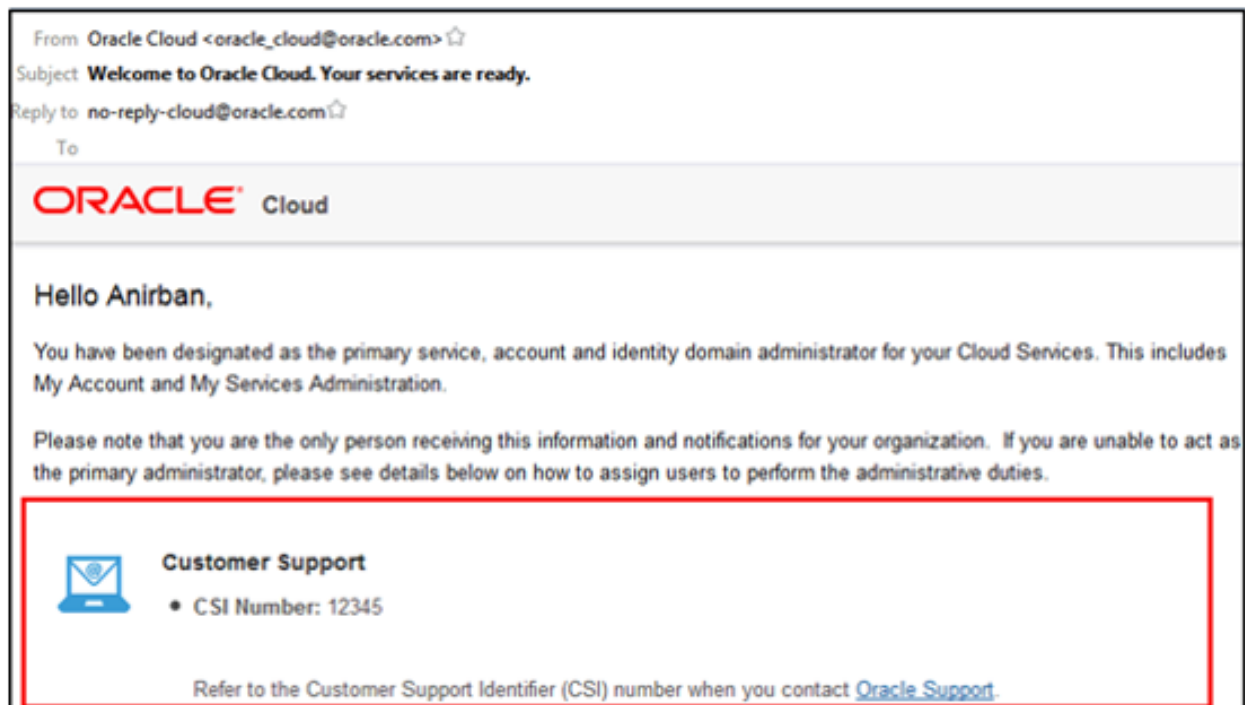 From Oracle Cloud <oracle_cloud@oracle.com>
Subject Welcome to Oracle Cloud. Your services are ready.
Reply to no-reply-cloud@oracle.com
To
ORACLE® Cloud
Hello Anirban,
You have been designated as the primary service, account and identity domain administrator for your Cloud Services. This includes
My Account and My Services Administration.
Please note that you are the only person receiving this information and notifications for your organization. If you are unable to act as
the primary administrator, please see details below on how to assign users to perform the administrative duties.
Customer Support
• CSI Number: 12345
Refer to the Customer Support Identifier (CSI) number when you contact Oracle Support.